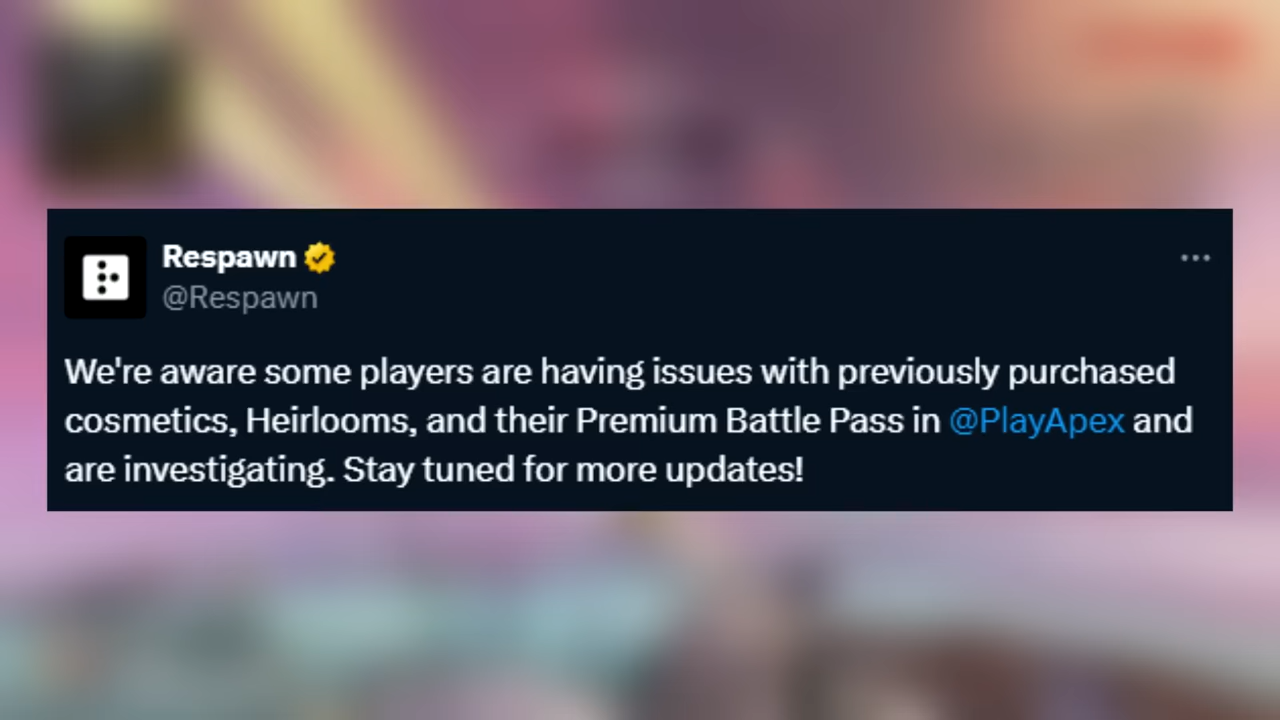 Respawn
@Respawn
We're aware some players are having issues with previously purchased
cosmetics, Heirlooms, and their Premium Battle Pass in @PlayApex and
are investigating. Stay tuned for more updates!